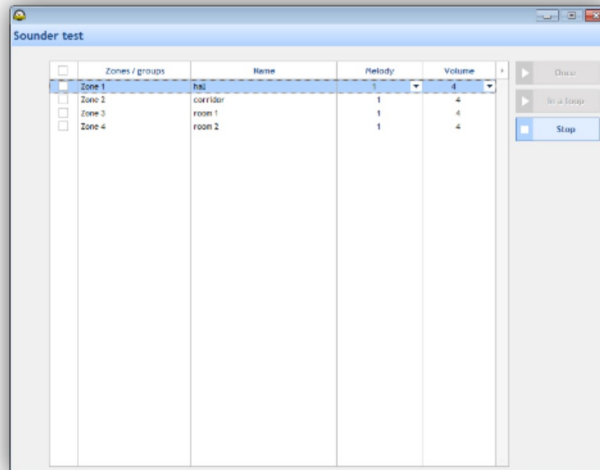 Sounder test
Zones / groups Name Melody Volume
Zone 1 hall 1 4
Zone 2 corridor 1 4
Zone 3 room 1 1 4
Zone 4 room 2 1 4
Once
In a loop
Stop